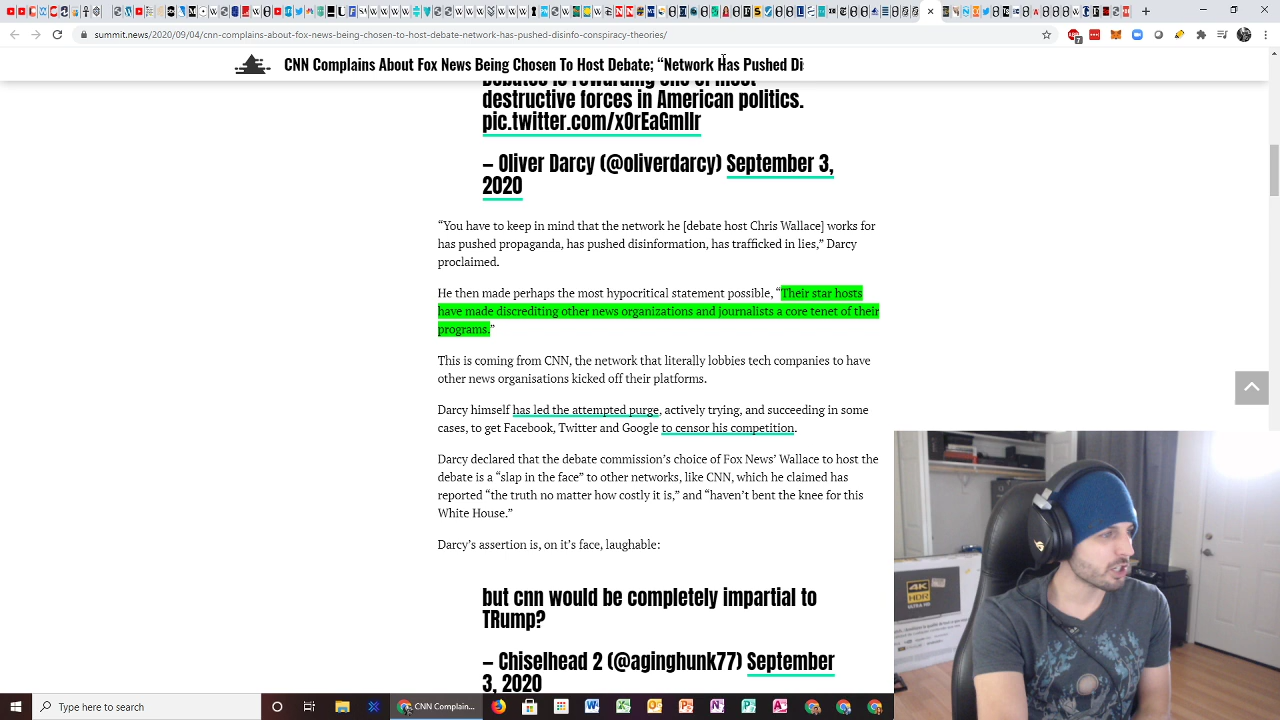 summit.news/2020/09/04/cnn-complains-about-fox-news-being-chosen-to-host-debate-network-has-pushed-disinfo-conspiracy-theories/
7
CNN Complains About Fox News Being Chosen To Host Debate; “Network Has Pushed Di
Debates is rewarding one of most
destructive forces in American politics.
— Oliver Darcy (@oliverdarcy) September 3,
2020
“You have to keep in mind that the network he [debate host Chris Wallace] works for
has pushed propaganda, has pushed disinformation, has trafficked in lies,” Darcy
proclaimed.
He then made perhaps the most hypocritical statement possible, “Their star hosts
have made discrediting other news organizations and journalists a core tenet of their
programs.”
This is coming from CNN, the network that literally lobbies tech companies to have
other news organisations kicked off their platforms.
Darcy himself has led the attempted purge, actively trying, and succeeding in some
cases, to get Facebook, Twitter and Google to censor his competition.
Darcy declared that the debate commission’s choice of Fox News’ Wallace to host the
debate is a “slap in the face” to other networks, like CNN, which he claimed has
reported “the truth no matter how costly it is,” and “haven’t bent the knee for this
White House.”
Darcy’s assertion is, on it’s face, laughable:
but cnn would be completely impartial to
TRump?
— Chiselhead 2 (@aginghunk77) September
3, 2020
4K
HDR
ULTRA HD
Type here to search
CNN Complain...